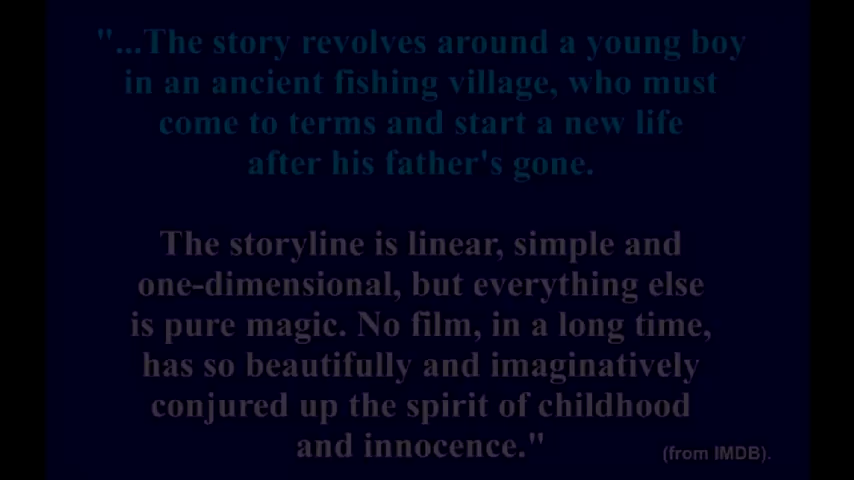 "...The story revolves around a young boy
in an ancient fishing village, who must
come to terms and start a new life
after his father's gone.
The storyline is linear, simple and
one-dimensional, but everything else
is pure magic. No film, in a long time,
has so beautifully and imaginatively
conjured up the spirit of childhood
and innocence."
(from IMDB).